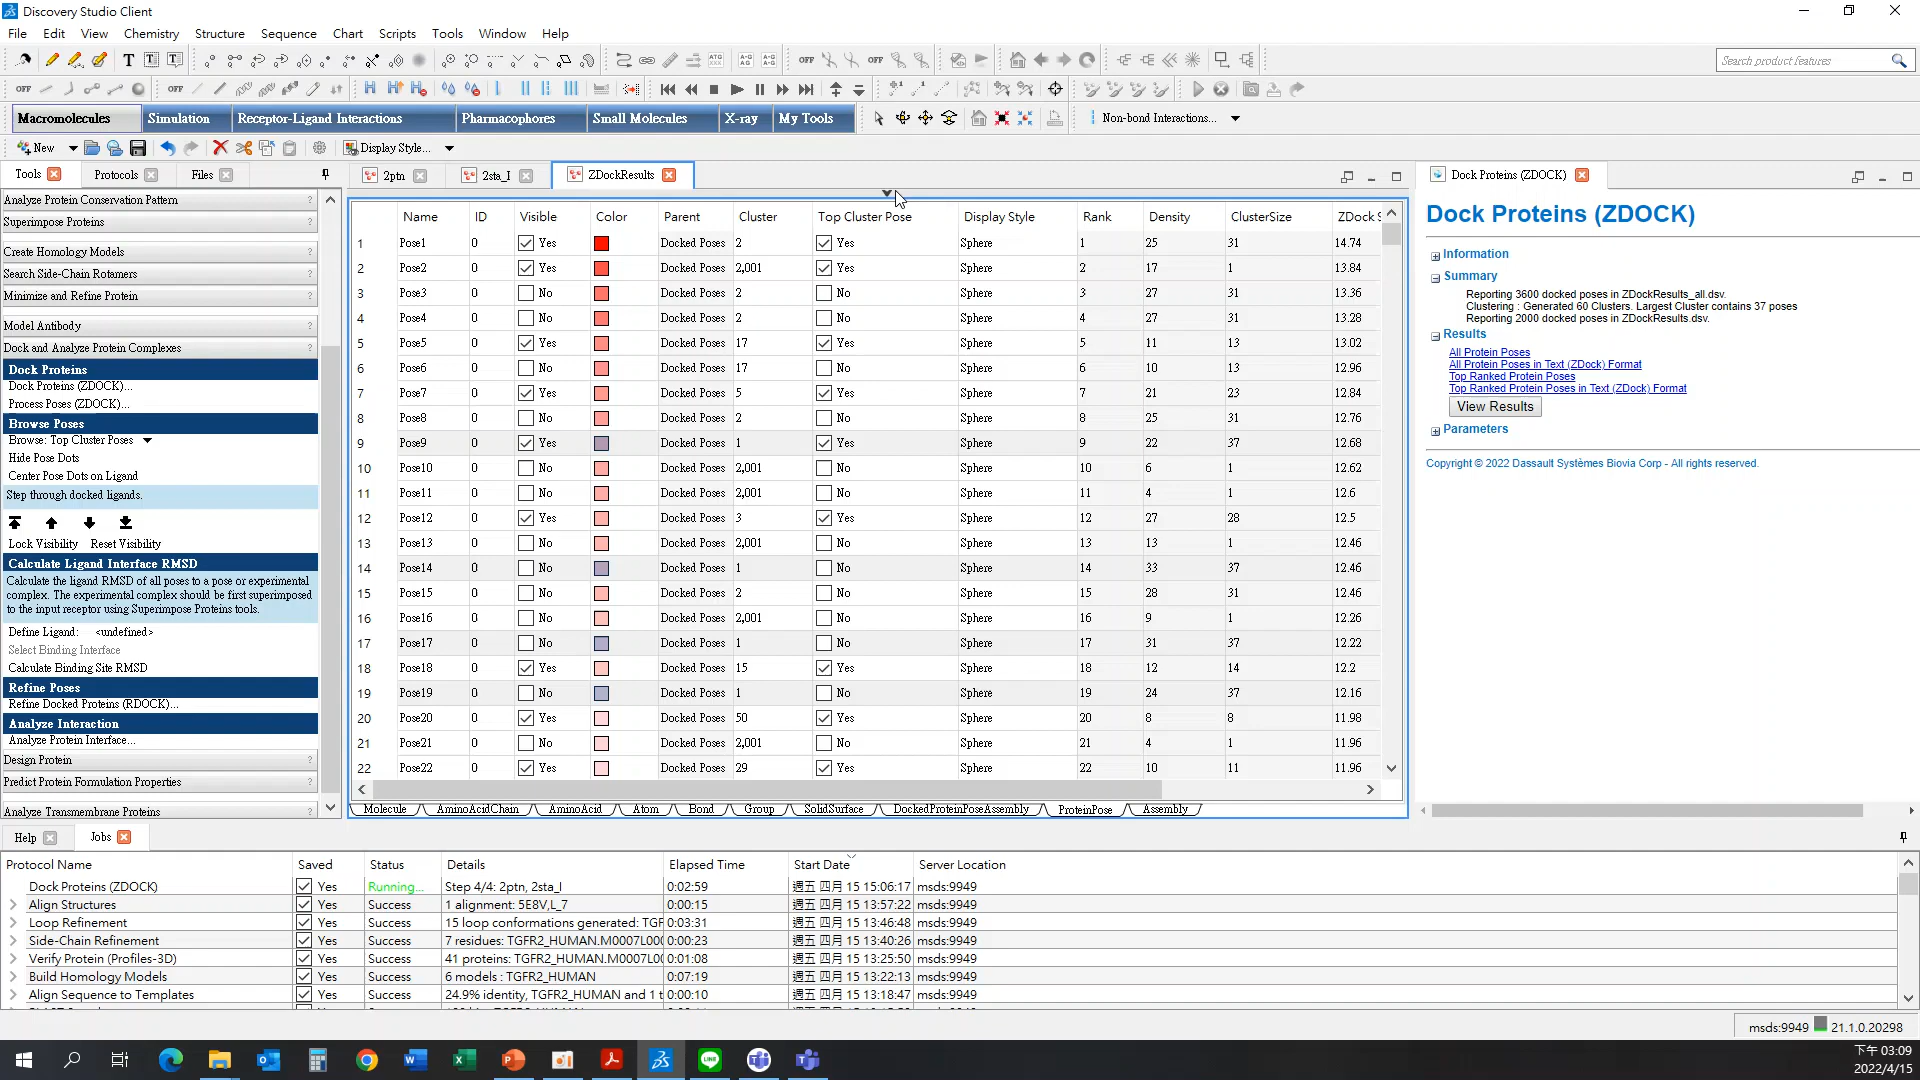 Discovery Studio Client
File Edit View Chemistry Structure Sequence Chart Scripts Tools Window Help
Search product features
Macromolecules Simulation Receptor-Ligand Interactions Pharmacophores Small Molecules X-ray My Tools Non-bond Interactions...
New Display Style...
Tools Protocols Files
2ptn 2sta_I ZDockResults
Analyze Protein Conservation Pattern ?
Superimpose Proteins ?
Create Homology Models ?
Search Side-Chain Rotamers ?
Minimize and Refine Protein ?
Model Antibody ?
Dock and Analyze Protein Complexes ?
Dock Proteins
Dock Proteins (ZDOCK)...
Process Poses (ZDOCK)...
Browse Poses
Browse: Top Cluster Poses
Hide Pose Dots
Center Pose Dots on Ligand
Step through docked ligands.
Lock Visibility Reset Visibility
Calculate Ligand Interface RMSD
Calculate the ligand RMSD of all poses to a pose or experimental
complex. The experimental complex should be first superimposed
to the input receptor using Superimpose Proteins tools.
Define Ligand: <undefined>
Select Binding Interface
Calculate Binding Site RMSD
Refine Poses
Refine Docked Proteins (RDOCK)...
Analyze Interaction
Analyze Protein Interface...
Design Protein ?
Predict Protein Formulation Properties ?
Analyze Transmembrane Proteins ?
Name ID Visible Color Parent Cluster Top Cluster Pose Display Style Rank Density ClusterSize ZDock S
1 Pose1 0 Yes Docked Poses 2 Yes Sphere 1 25 31 14.74
2 Pose2 0 Yes Docked Poses 2,001 Yes Sphere 2 17 1 13.84
3 Pose3 0 No Docked Poses 2 No Sphere 3 27 31 13.36
4 Pose4 0 No Docked Poses 2 No Sphere 4 27 31 13.28
5 Pose5 0 Yes Docked Poses 17 Yes Sphere 5 11 13 13.02
6 Pose6 0 No Docked Poses 17 No Sphere 6 10 13 12.96
7 Pose7 0 Yes Docked Poses 5 Yes Sphere 7 21 23 12.84
8 Pose8 0 No Docked Poses 2 No Sphere 8 25 31 12.76
9 Pose9 0 Yes Docked Poses 1 Yes Sphere 9 22 37 12.68
10 Pose10 0 No Docked Poses 2,001 No Sphere 10 6 1 12.62
11 Pose11 0 No Docked Poses 2,001 No Sphere 11 4 1 12.6
12 Pose12 0 Yes Docked Poses 3 Yes Sphere 12 27 28 12.5
13 Pose13 0 No Docked Poses 2,001 No Sphere 13 13 1 12.46
14 Pose14 0 No Docked Poses 1 No Sphere 14 33 37 12.46
15 Pose15 0 No Docked Poses 2 No Sphere 15 28 31 12.46
16 Pose16 0 No Docked Poses 2,001 No Sphere 16 9 1 12.26
17 Pose17 0 No Docked Poses 1 No Sphere 17 31 37 12.22
18 Pose18 0 Yes Docked Poses 15 Yes Sphere 18 12 14 12.2
19 Pose19 0 No Docked Poses 1 No Sphere 19 24 37 12.16
20 Pose20 0 Yes Docked Poses 50 Yes Sphere 20 8 8 11.98
21 Pose21 0 No Docked Poses 2,001 No Sphere 21 4 1 11.96
22 Pose22 0 Yes Docked Poses 29 Yes Sphere 22 10 11 11.96
Molecule AminoAcidChain AminoAcid Atom Bond Group SolidSurface DockedProteinPoseAssembly ProteinPose Assembly
Dock Proteins (ZDOCK)
Dock Proteins (ZDOCK)
Information
Summary
Reporting 3600 docked poses in ZDockResults_all.dsv.
Clustering : Generated 60 Clusters. Largest Cluster contains 37 poses
Reporting 2000 docked poses in ZDockResults.dsv.
Results
All Protein Poses
All Protein Poses in Text (ZDock) Format
Top Ranked Protein Poses
Top Ranked Protein Poses in Text (ZDock) Format
View Results
Parameters
Copyright © 2022 Dassault Systèmes Biovia Corp - All rights reserved.
Help Jobs
Protocol Name Saved Status Details Elapsed Time Start Date Server Location
Dock Proteins (ZDOCK) Yes Running... Step 4/4: 2ptn, 2sta_I 0:02:59 週五 四月 15 15:06:17 msds:9949
Align Structures Yes Success 1 alignment: 5E8V,L_7 0:00:15 週五 四月 15 13:57:22 msds:9949
Loop Refinement Yes Success 15 loop conformations generated: TGF 0:03:31 週五 四月 15 13:46:48 msds:9949
Side-Chain Refinement Yes Success 7 residues: TGFR2_HUMAN.M0007L00 0:00:23 週五 四月 15 13:40:26 msds:9949
Verify Protein (Profiles-3D) Yes Success 41 proteins: TGFR2_HUMAN.M0007L0 0:01:08 週五 四月 15 13:25:50 msds:9949
Build Homology Models Yes Success 6 models : TGFR2_HUMAN 0:07:19 週五 四月 15 13:22:13 msds:9949
Align Sequence to Templates Yes Success 24.9% identity, TGFR2_HUMAN and 1 t 0:00:10 週五 四月 15 13:18:47 msds:9949
msds:9949 21.1.0.20298
下午 03:09
2022/4/15